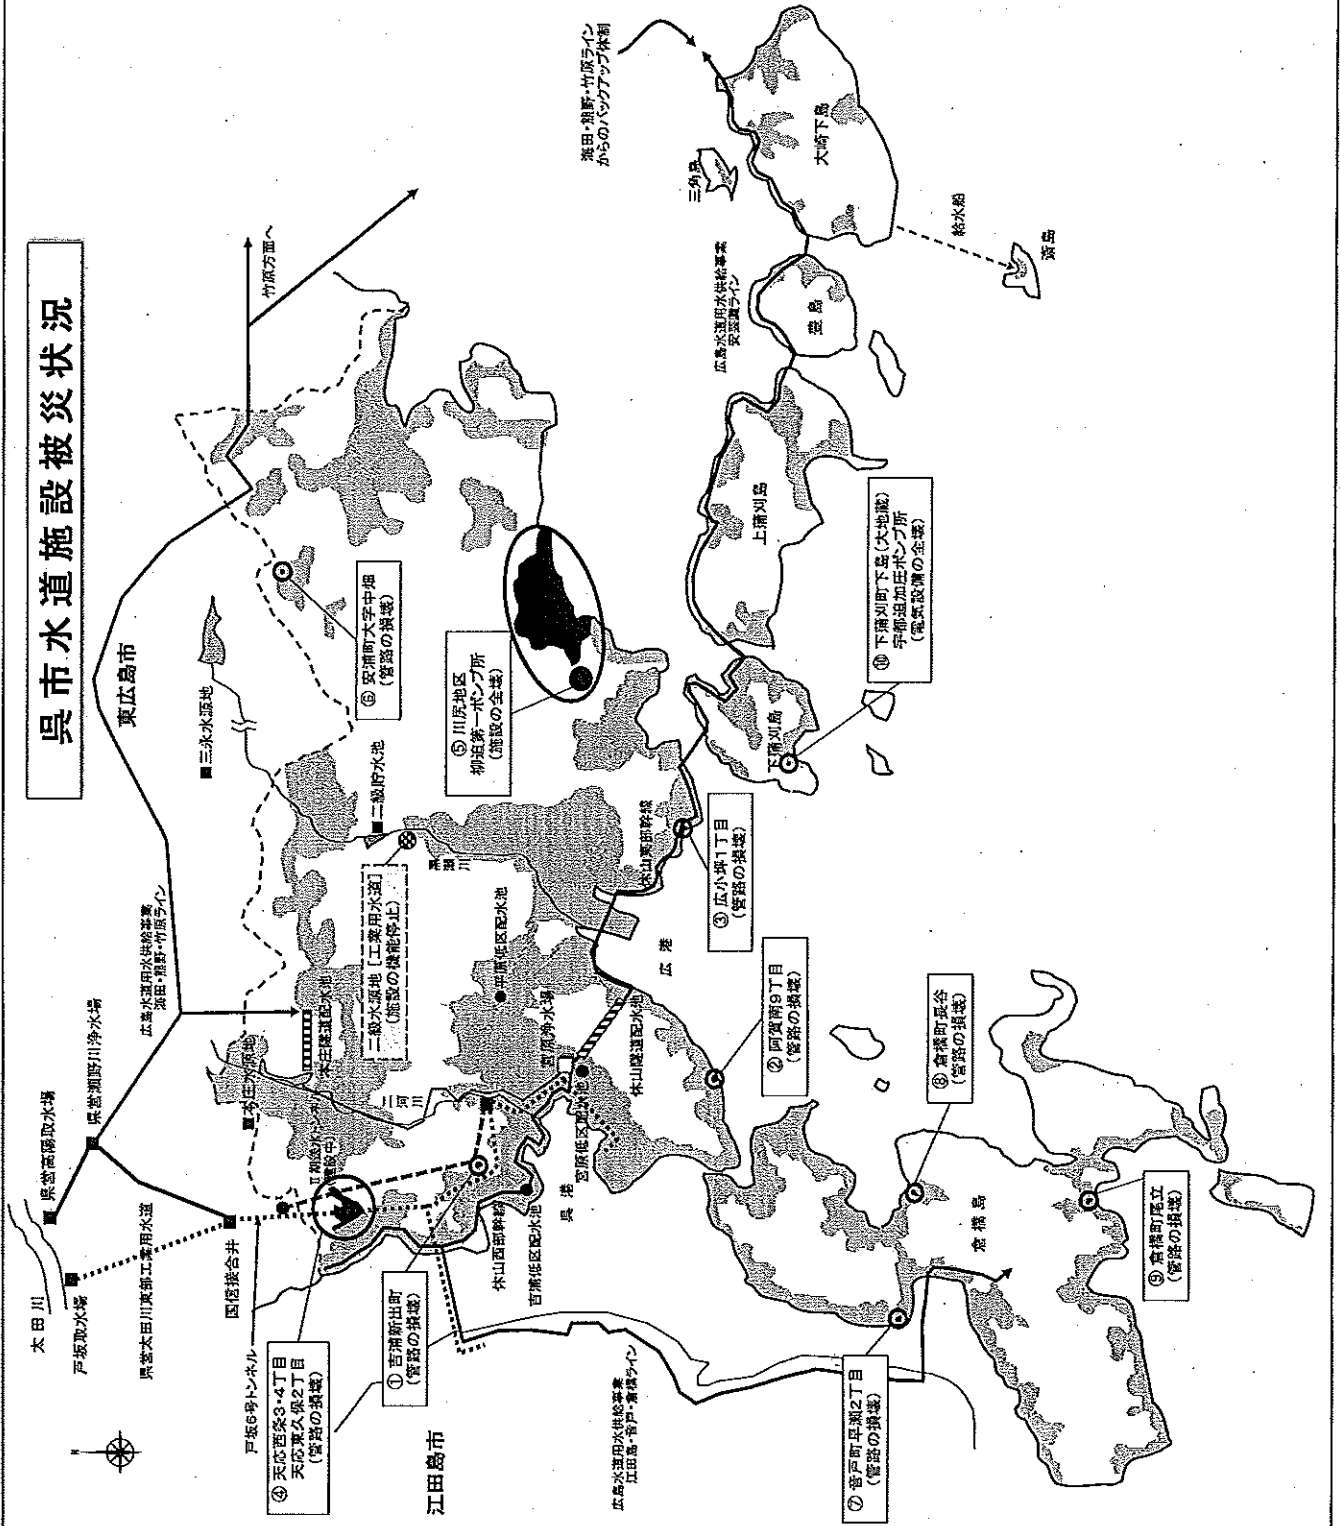 呉市水道施設被災状況
太田川
県営高陽取水場
戸坂取水場
県営瀬野川浄水場
県営太田川東部工業用水道
国信接合井
戸坂6号トンネル
広島水道用水供給事業
海田・熊野・竹原ライン
東広島市
竹原方面へ
三永水源地
本庄水源地
本庄隧道配水池
二級貯水池
二級水源地［工業用水道］
(施設の機能停止)
黒瀬川
二河川
平原低区配水池
宮原浄水場
宮原低区配水池
休山隧道配水池
休山東部幹線
休山西部幹線
吉浦低区配水池
呉港
広港
④ 天応西条3・4丁目
天応東久保2丁目
(管路の損壊)
① 吉浦新出町
(管路の損壊)
⑥ 安浦町大字中畑
(管路の損壊)
⑤ 川尻地区
柳迫第一ポンプ所
(施設の全壊)
③ 広小坪1丁目
(管路の損壊)
② 阿賀南9丁目
(管路の損壊)
⑧ 倉橋町長谷
(管路の損壊)
⑨ 倉橋町尾立
(管路の損壊)
⑦ 音戸町早瀬2丁目
(管路の損壊)
⑩ 下蒲刈町下島(大地蔵)
宇都迫加圧ポンプ所
(電気設備の全壊)
江田島市
広島水道用水供給事業
江田島・音戸・倉橋ライン
倉橋島
下蒲刈島
上蒲刈島
豊島
大崎下島
三角島
斎島
給水船
広島水道用水供給事業
安芸灘ライン
海田・熊野・竹原ライン
からのバックアップ体制
N